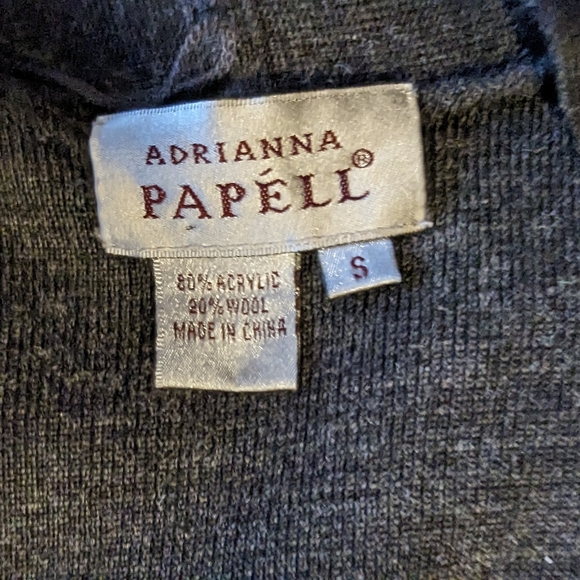 ADRIANNA
PAPÉLL®
S
80% ACRYLIC
20% WOOL
MADE IN CHINA